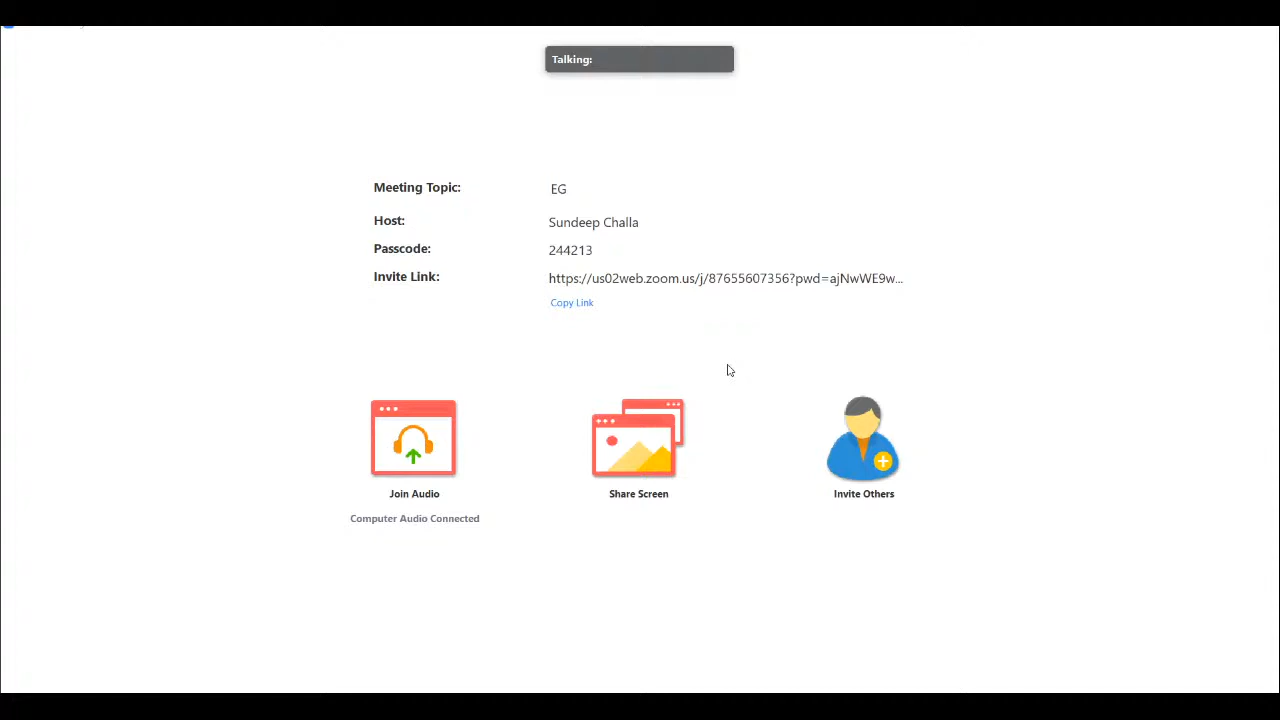 Talking:
Meeting Topic: EG
Host: Sundeep Challa
Passcode: 244213
Invite Link: https://us02web.zoom.us/j/87655607356?pwd=ajNwWE9w...
Copy Link
Join Audio Share Screen Invite Others
Computer Audio Connected